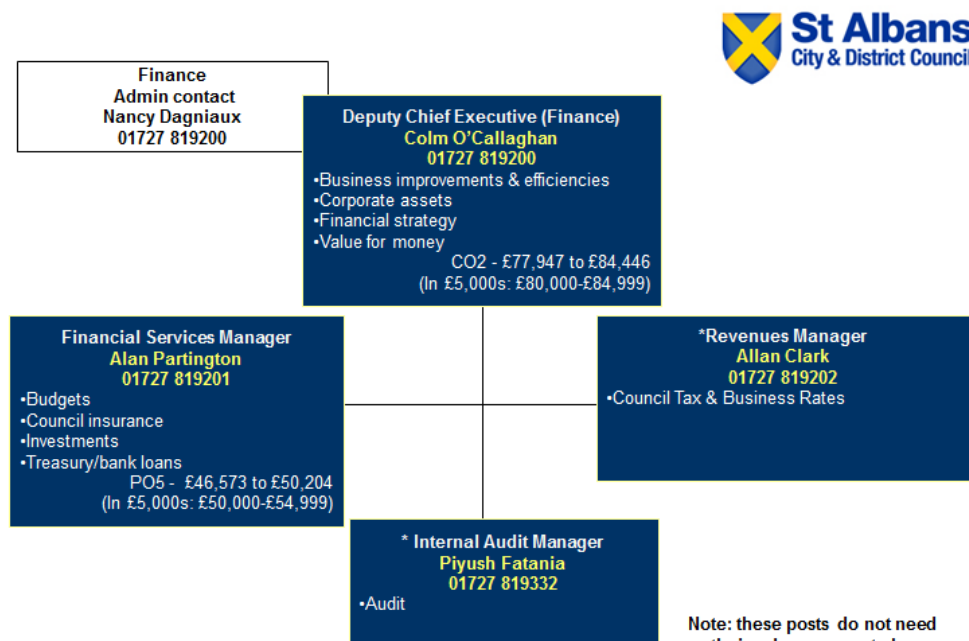 St Albans
City & District Council
Finance
Admin contact
Nancy Dagniaux
01727 819200
Deputy Chief Executive (Finance)
Colm O’Callaghan
01727 819200
•Business improvements & efficiencies
•Corporate assets
•Financial strategy
•Value for money
CO2 - £77,947 to £84,446
(In £5,000s: £80,000-£84,999)
Financial Services Manager
Alan Partington
01727 819201
•Budgets
•Council insurance
•Investments
•Treasury/bank loans
PO5 - £46,573 to £50,204
(In £5,000s: £50,000-£54,999)
*Revenues Manager
Allan Clark
01727 819202
•Council Tax & Business Rates
* Internal Audit Manager
Piyush Fatania
01727 819332
•Audit
Note: these posts do not need